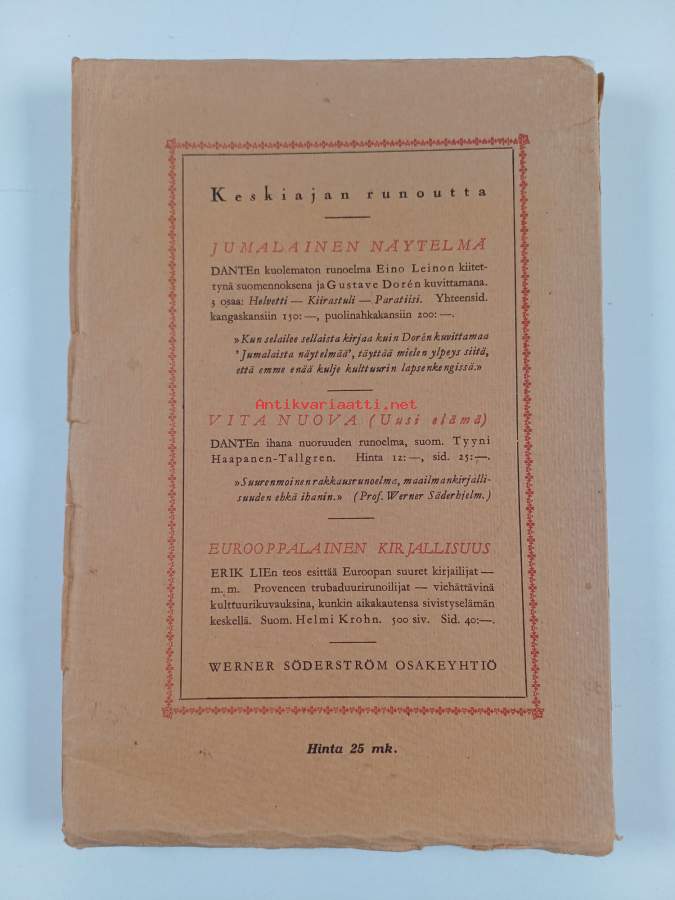 Keskiajan runoutta
JUMALAINEN NÄYTELMÄ
DANTEn kuolematon runoelma Eino Leinon kiitet-
tynä suomennoksena ja Gustave Dorén kuvittamana.
3 osaa: Helvetti — Kiirastuli — Paratiisi. Yhteensid.
kangaskansiin 150:—, puolinahkakansiin 200:—.
»Kun selailee sellaista kirjaa kuin Dorén kuvittamaa
'Jumalaista näytelmää', täyttää mielen ylpeys siitä,
että emme enää kulje kulttuurin lapsenkengissä.»
Antikvariaatti.net
VITA NUOVA (Uusi elämä)
DANTEn ihana nuoruuden runoelma, suom. Tyyni
Haapanen-Tallgren. Hinta 12:—, sid. 25:—.
»Suurenmoinen rakkausrunoelma, maailmankirjalli-
suuden ehkä ihanin.» (Prof. Werner Söderhjelm.)
EUROOPPALAINEN KIRJALLISUUS
ERIK LIEn teos esittää Euroopan suuret kirjailijat —
m. m. Provencen trubaduurirunoilijat — viehättävinä
kulttuurikuvauksina, kunkin aikakautensa sivistyselämän
keskellä. Suom. Helmi Krohn. 500 siv. Sid. 40:—.
WERNER SÖDERSTRÖM OSAKEYHTIÖ
Hinta 25 mk.